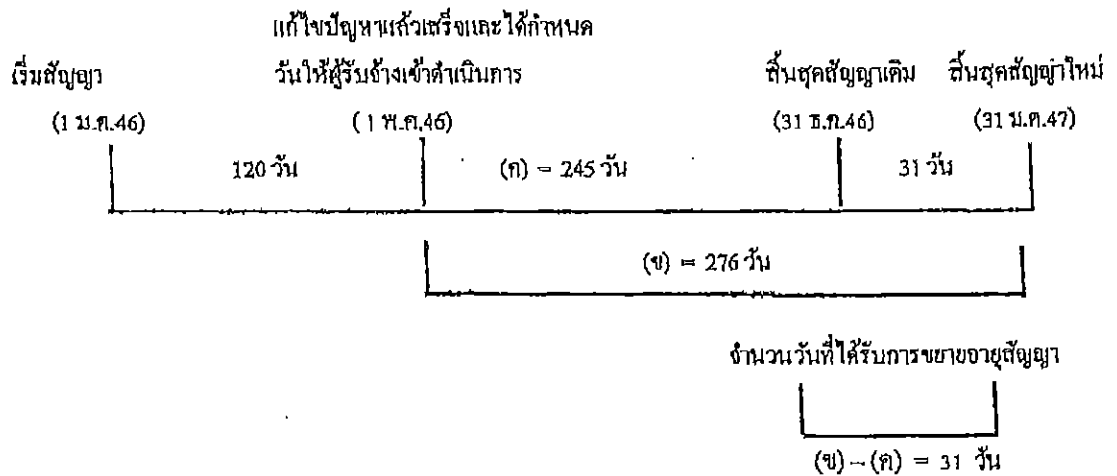 แก้ไขปัญหาแล้วเสร็จและได้กำหนด
เริ่มสัญญา วันให้ผู้รับจ้างเข้าดำเนินการ สิ้นสุดสัญญาเดิม สิ้นสุดสัญญาใหม่
(1 ม.ค.46) (1 พ.ค.46) (31 ธ.ค.46) (31 ม.ค.47)
120 วัน (ค) = 245 วัน 31 วัน
(ข) = 276 วัน
จำนวนวันที่ได้รับการขยายอายุสัญญา
(ข) – (ค) = 31 วัน